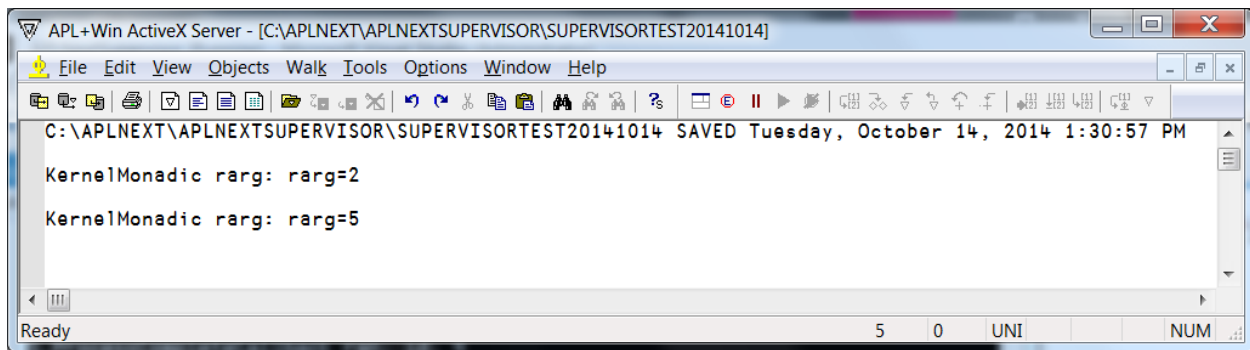 APL+Win ActiveX Server - [C:\APLNEXT\APLNEXTSUPERVISOR\SUPERVISORTEST20141014]
File Edit View Objects Walk Tools Options Window Help
C:\APLNEXT\APLNEXTSUPERVISOR\SUPERVISORTEST20141014 SAVED Tuesday, October 14, 2014 1:30:57 PM
KernelMonadic rarg: rarg=2
KernelMonadic rarg: rarg=5
Ready 5 0 UNI NUM